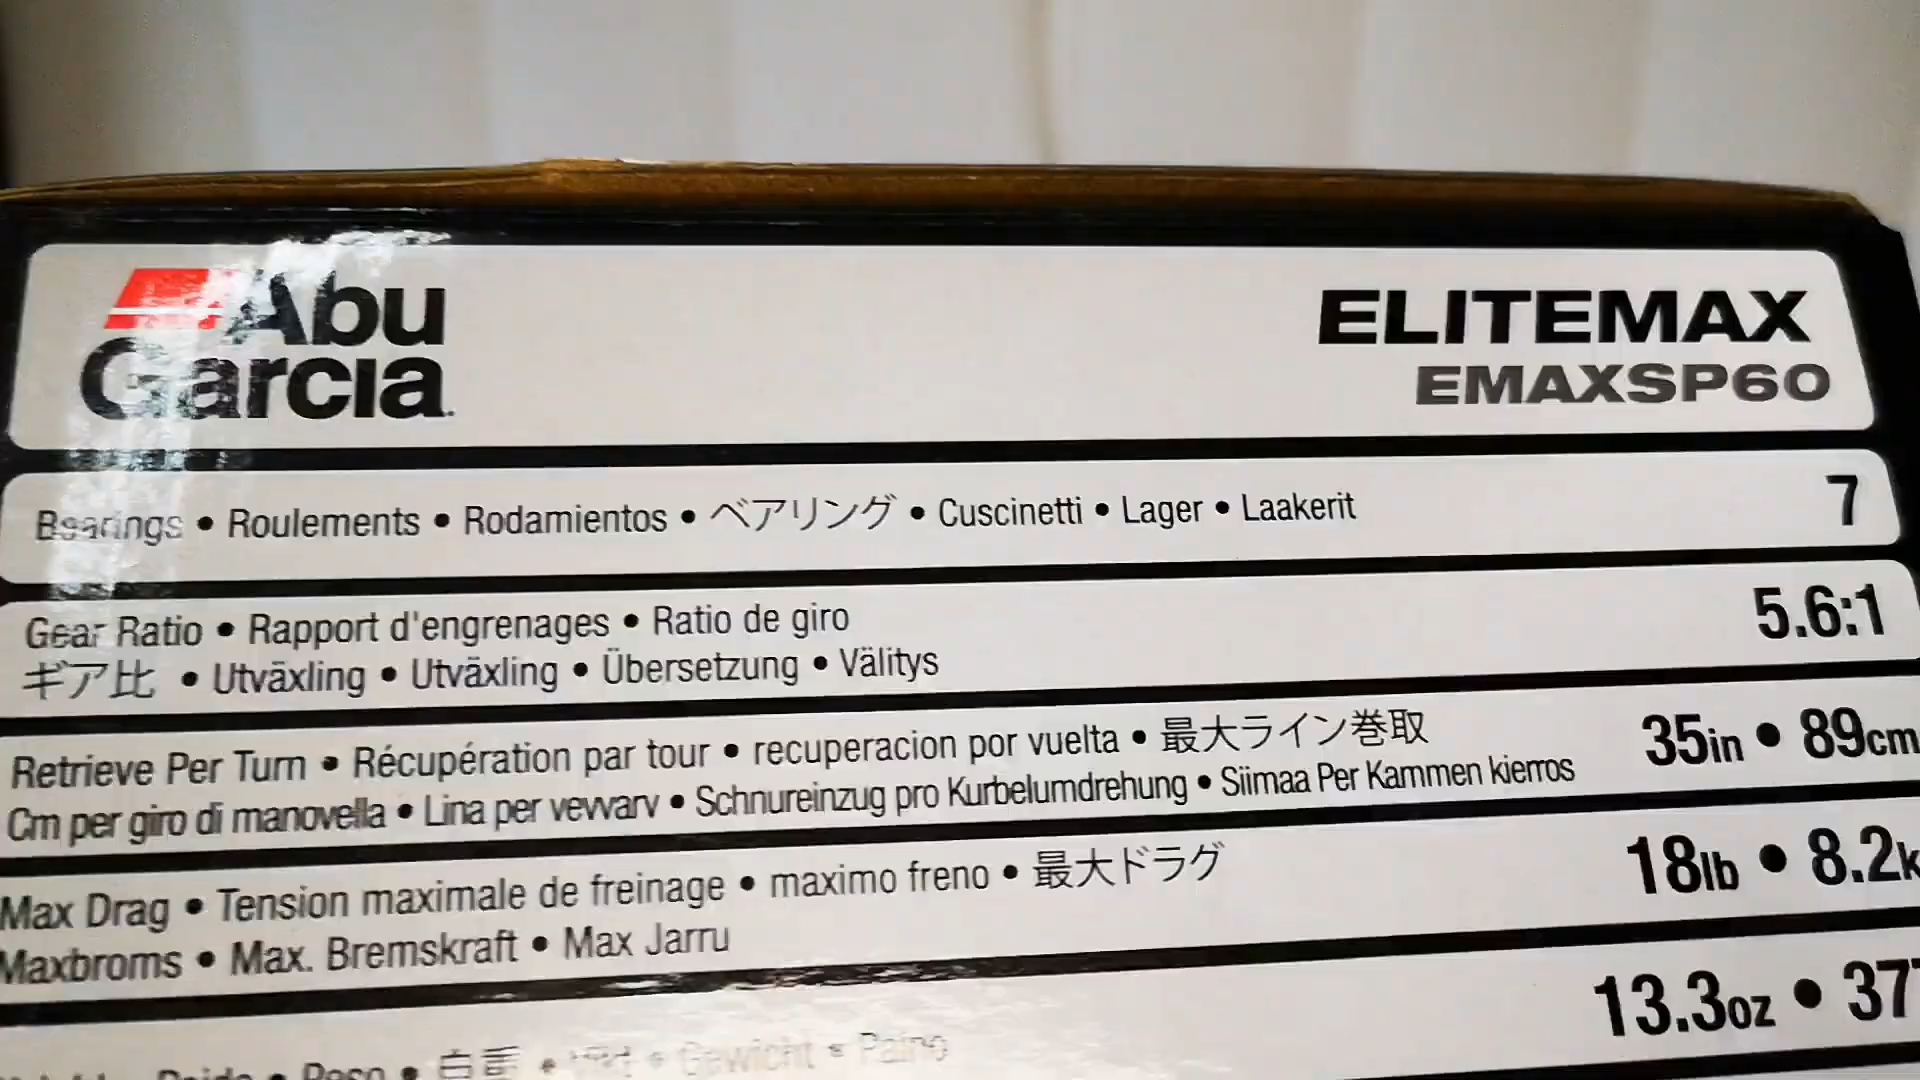 Abu
Garcia
ELITEMAX
EMAXSP60
Bearings • Roulements • Rodamientos • ベアリング • Cuscinetti • Lager • Laakerit 7
Gear Ratio • Rapport d'engrenages • Ratio de giro 5.6:1
ギア比 • Utväxling • Utväxling • Übersetzung • Välitys
Retrieve Per Turn • Récupération par tour • recuperacion por vuelta • 最大ライン巻取 35in • 89cm
Cm per giro di manovella • Lina per vevvarv • Schnureinzug pro Kurbelumdrehung • Siimaa Per Kammen kierros
Max Drag • Tension maximale de freinage • maximo freno • 最大ドラグ 18lb • 8.2k
Maxbroms • Max. Bremskraft • Max Jarru
13.3oz • 37
Peso • 自重 • Gewicht • Paino